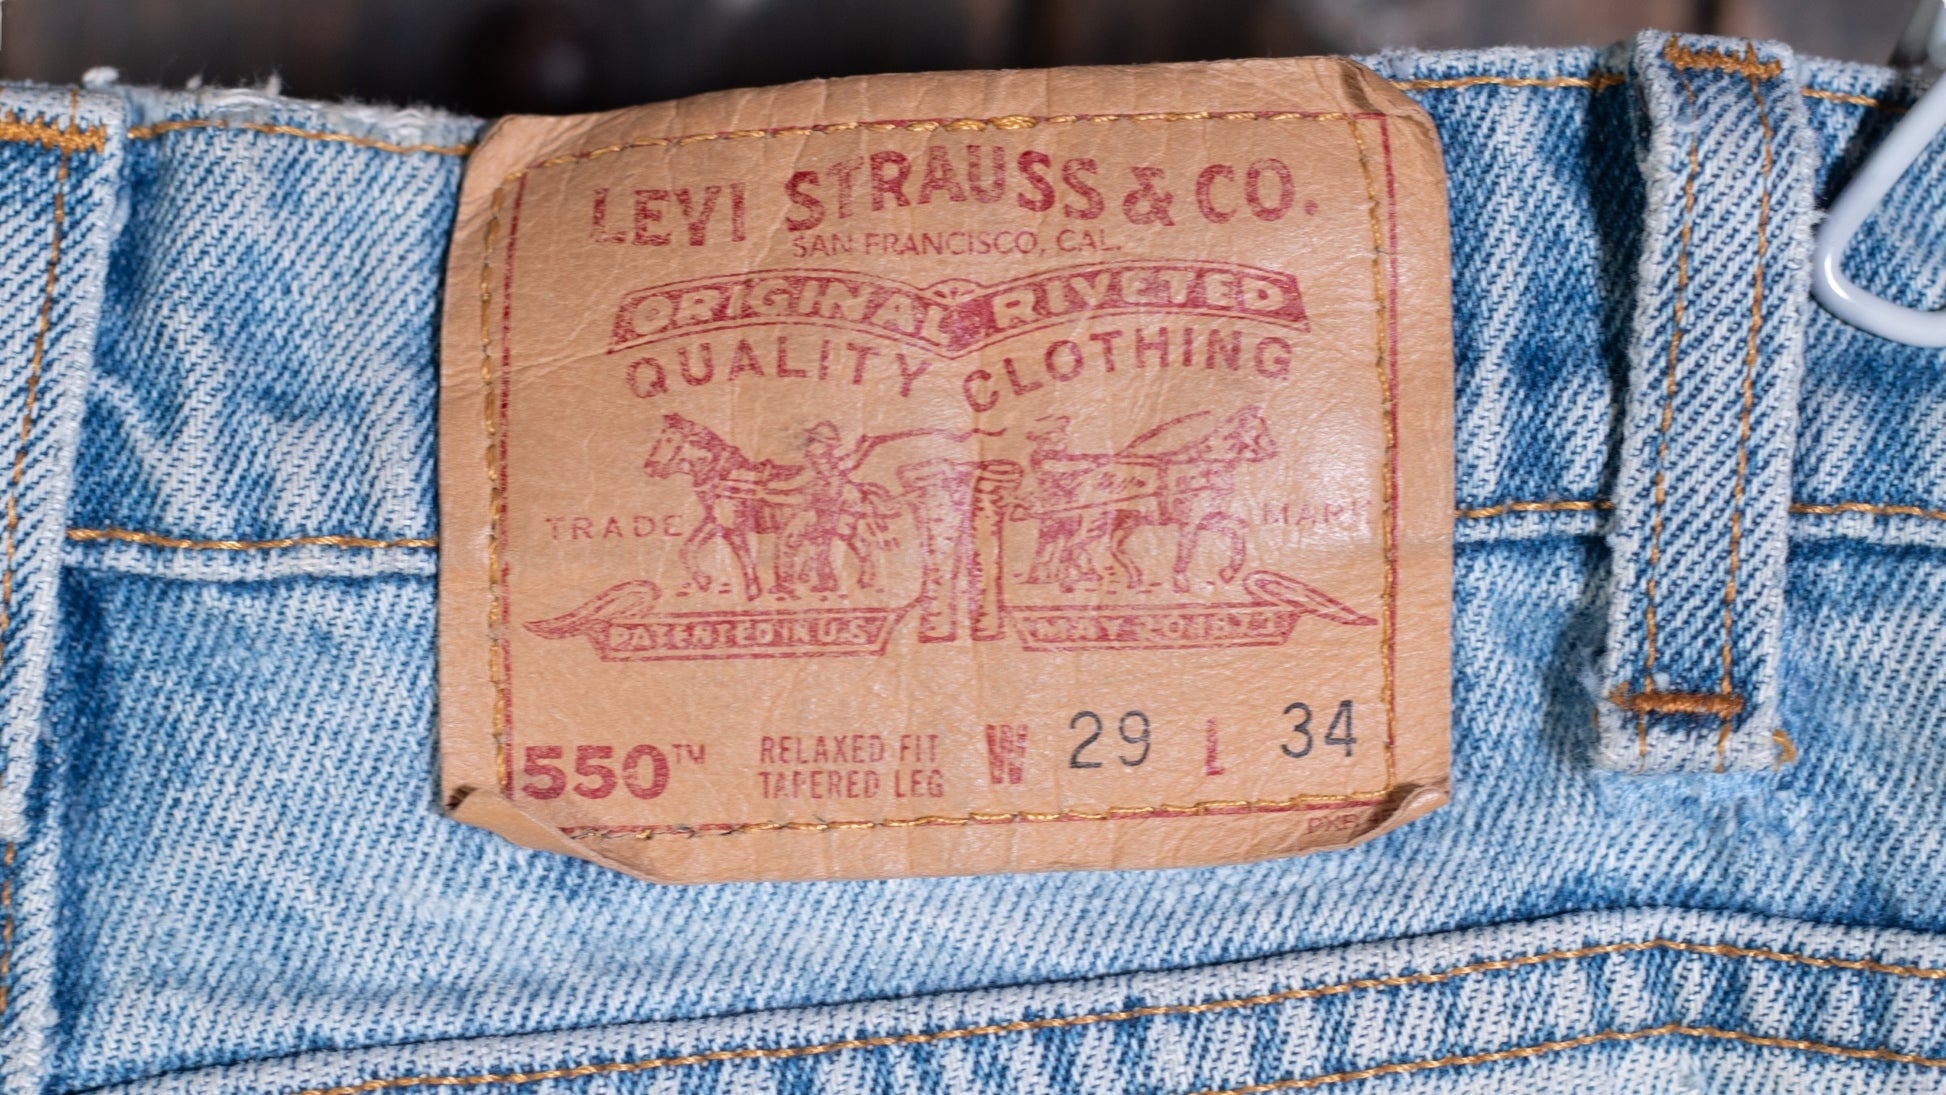 LEVI STRAUSS & CO.
SAN FRANCISCO, CAL.
ORIGINAL RIVETED
QUALITY CLOTHING
TRADE MARK
PATENTED IN U.S. MAY 20 1873
550™ RELAXED FIT W 29 L 34
TAPERED LEG